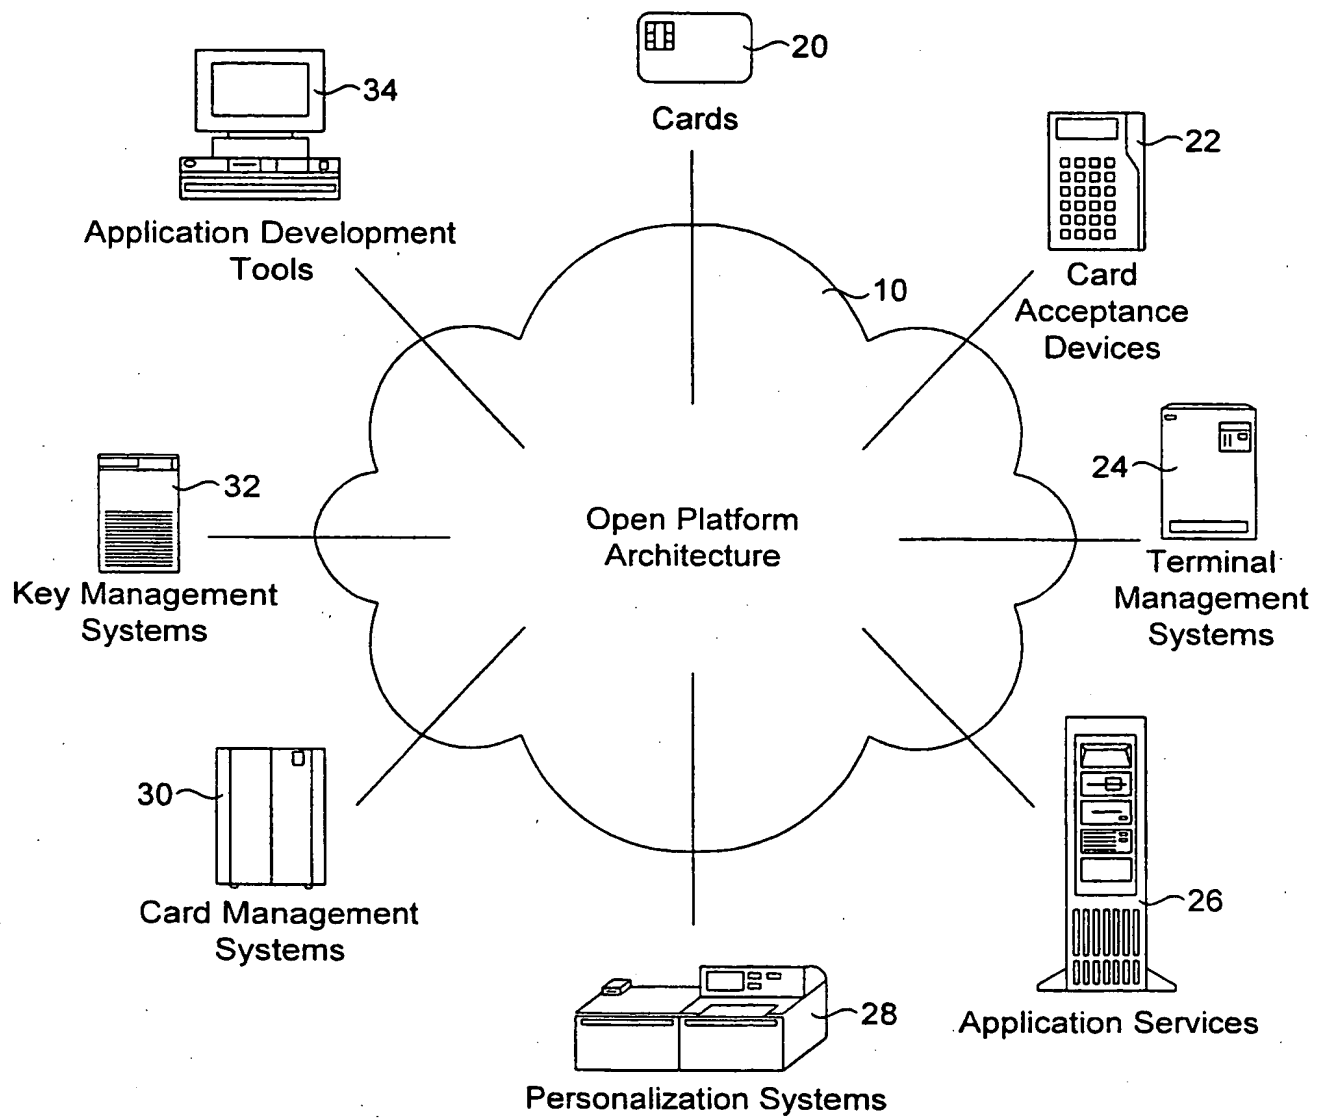 20
Cards
34
Application Development
Tools
22
Card
Acceptance
Devices
10
24
Terminal
Management
Systems
32
Key Management
Systems
Open Platform
Architecture
30
Card Management
Systems
26
Application Services
28
Personalization Systems